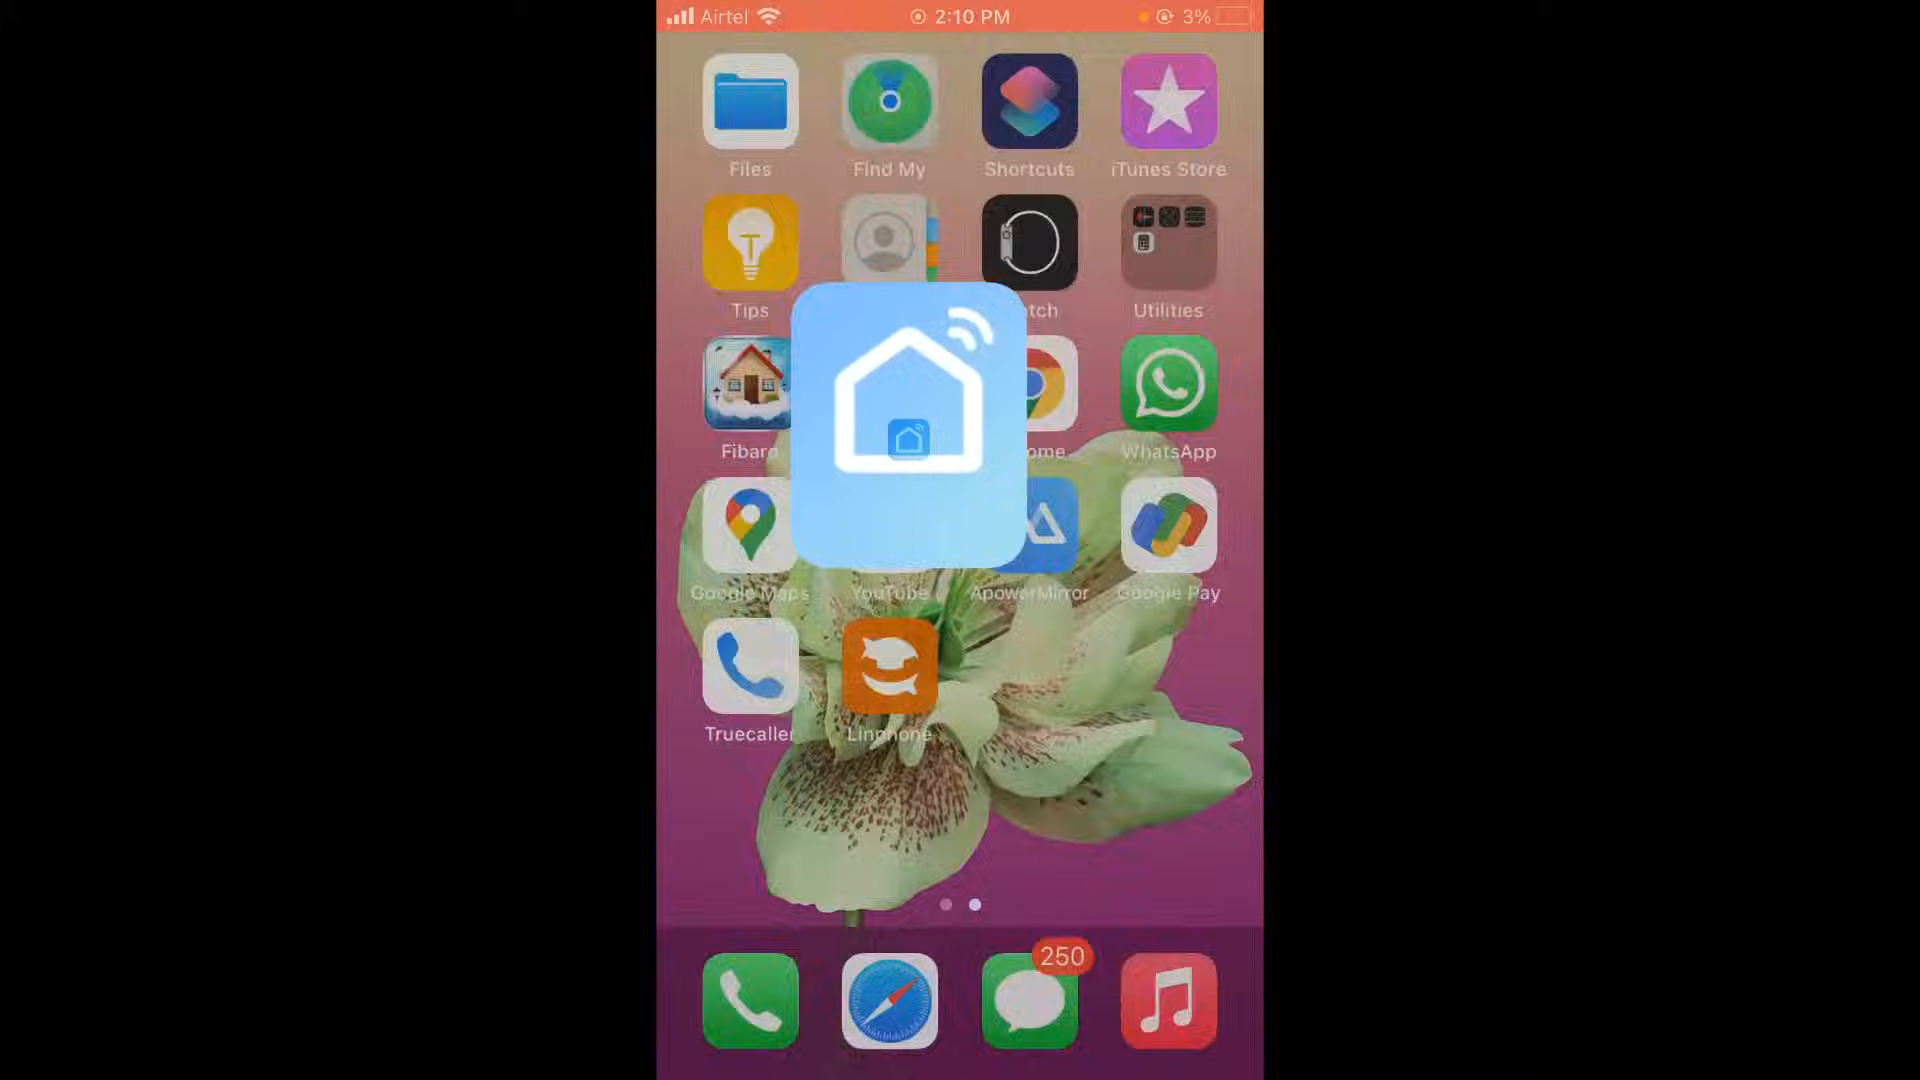 Airtel 2:10 PM 3%
Files Find My Shortcuts iTunes Store
Tips tch Utilities
Fibaro ome WhatsApp
Google Maps YouTube ApowerMirror Google Pay
Truecaller Linphone
250